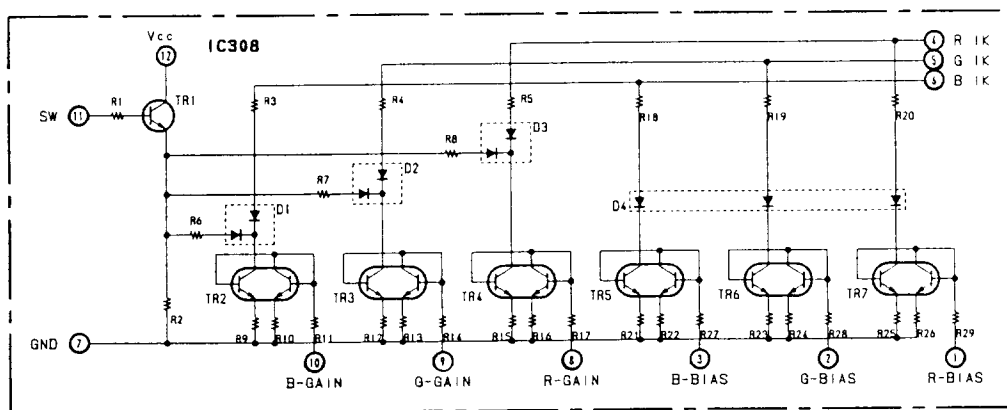 Vcc
IC308
12
4 R IK
5 G IK
6 B IK
R1
TR1
R3
R4
R5
R18
R19
R20
SW 11
R8
D3
R7
D2
R6
D1
D4
TR2
TR3
TR4
TR5
TR6
TR7
R2
R9 R10 R11 R12 R13 R14 R15 R16 R17 R21 R22 R27 R23 R24 R28 R25 R26 R29
GND 7
10 9 8 3 2 1
B-GAIN G-GAIN R-GAIN B-BIAS G-BIAS R-BIAS